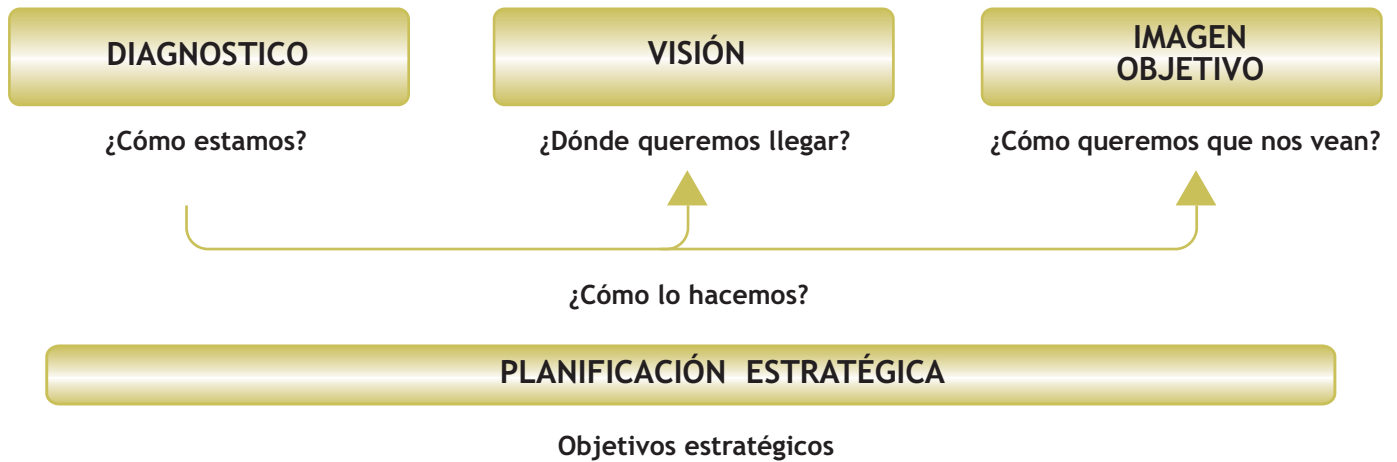 DIAGNOSTICO
VISIÓN
IMAGEN
OBJETIVO
¿Cómo estamos?
¿Dónde queremos llegar?
¿Cómo queremos que nos vean?
¿Cómo lo hacemos?
PLANIFICACIÓN ESTRATÉGICA
Objetivos estratégicos